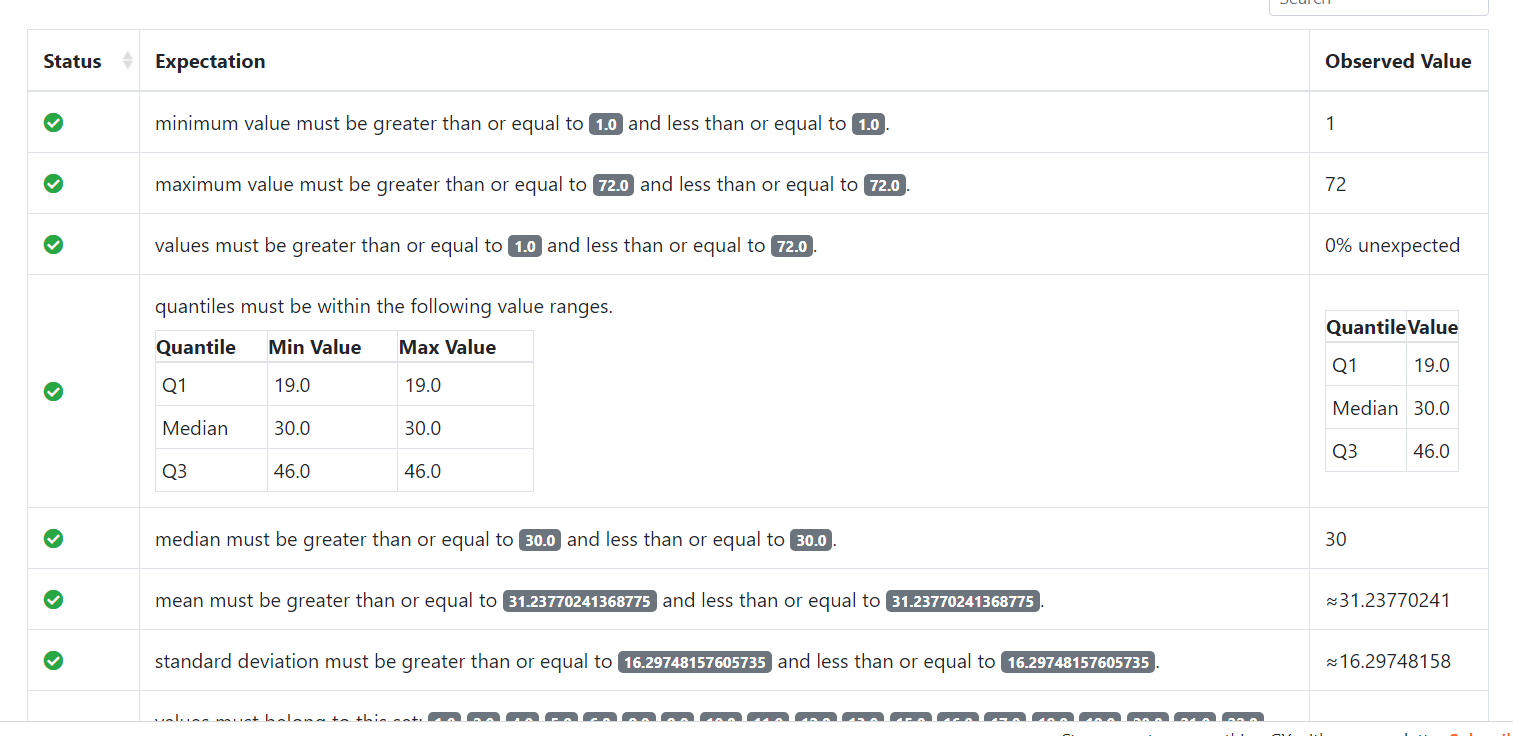 Search
Status Expectation Observed Value
minimum value must be greater than or equal to 1.0 and less than or equal to 1.0. 1
maximum value must be greater than or equal to 72.0 and less than or equal to 72.0. 72
values must be greater than or equal to 1.0 and less than or equal to 72.0. 0% unexpected
quantiles must be within the following value ranges.
Quantile Min Value Max Value
Q1 19.0 19.0
Median 30.0 30.0
Q3 46.0 46.0
Quantile Value
Q1 19.0
Median 30.0
Q3 46.0
median must be greater than or equal to 30.0 and less than or equal to 30.0. 30
mean must be greater than or equal to 31.23770241368775 and less than or equal to 31.23770241368775. ≈31.23770241
standard deviation must be greater than or equal to 16.29748157605735 and less than or equal to 16.29748157605735. ≈16.29748158
values must belong to this set: